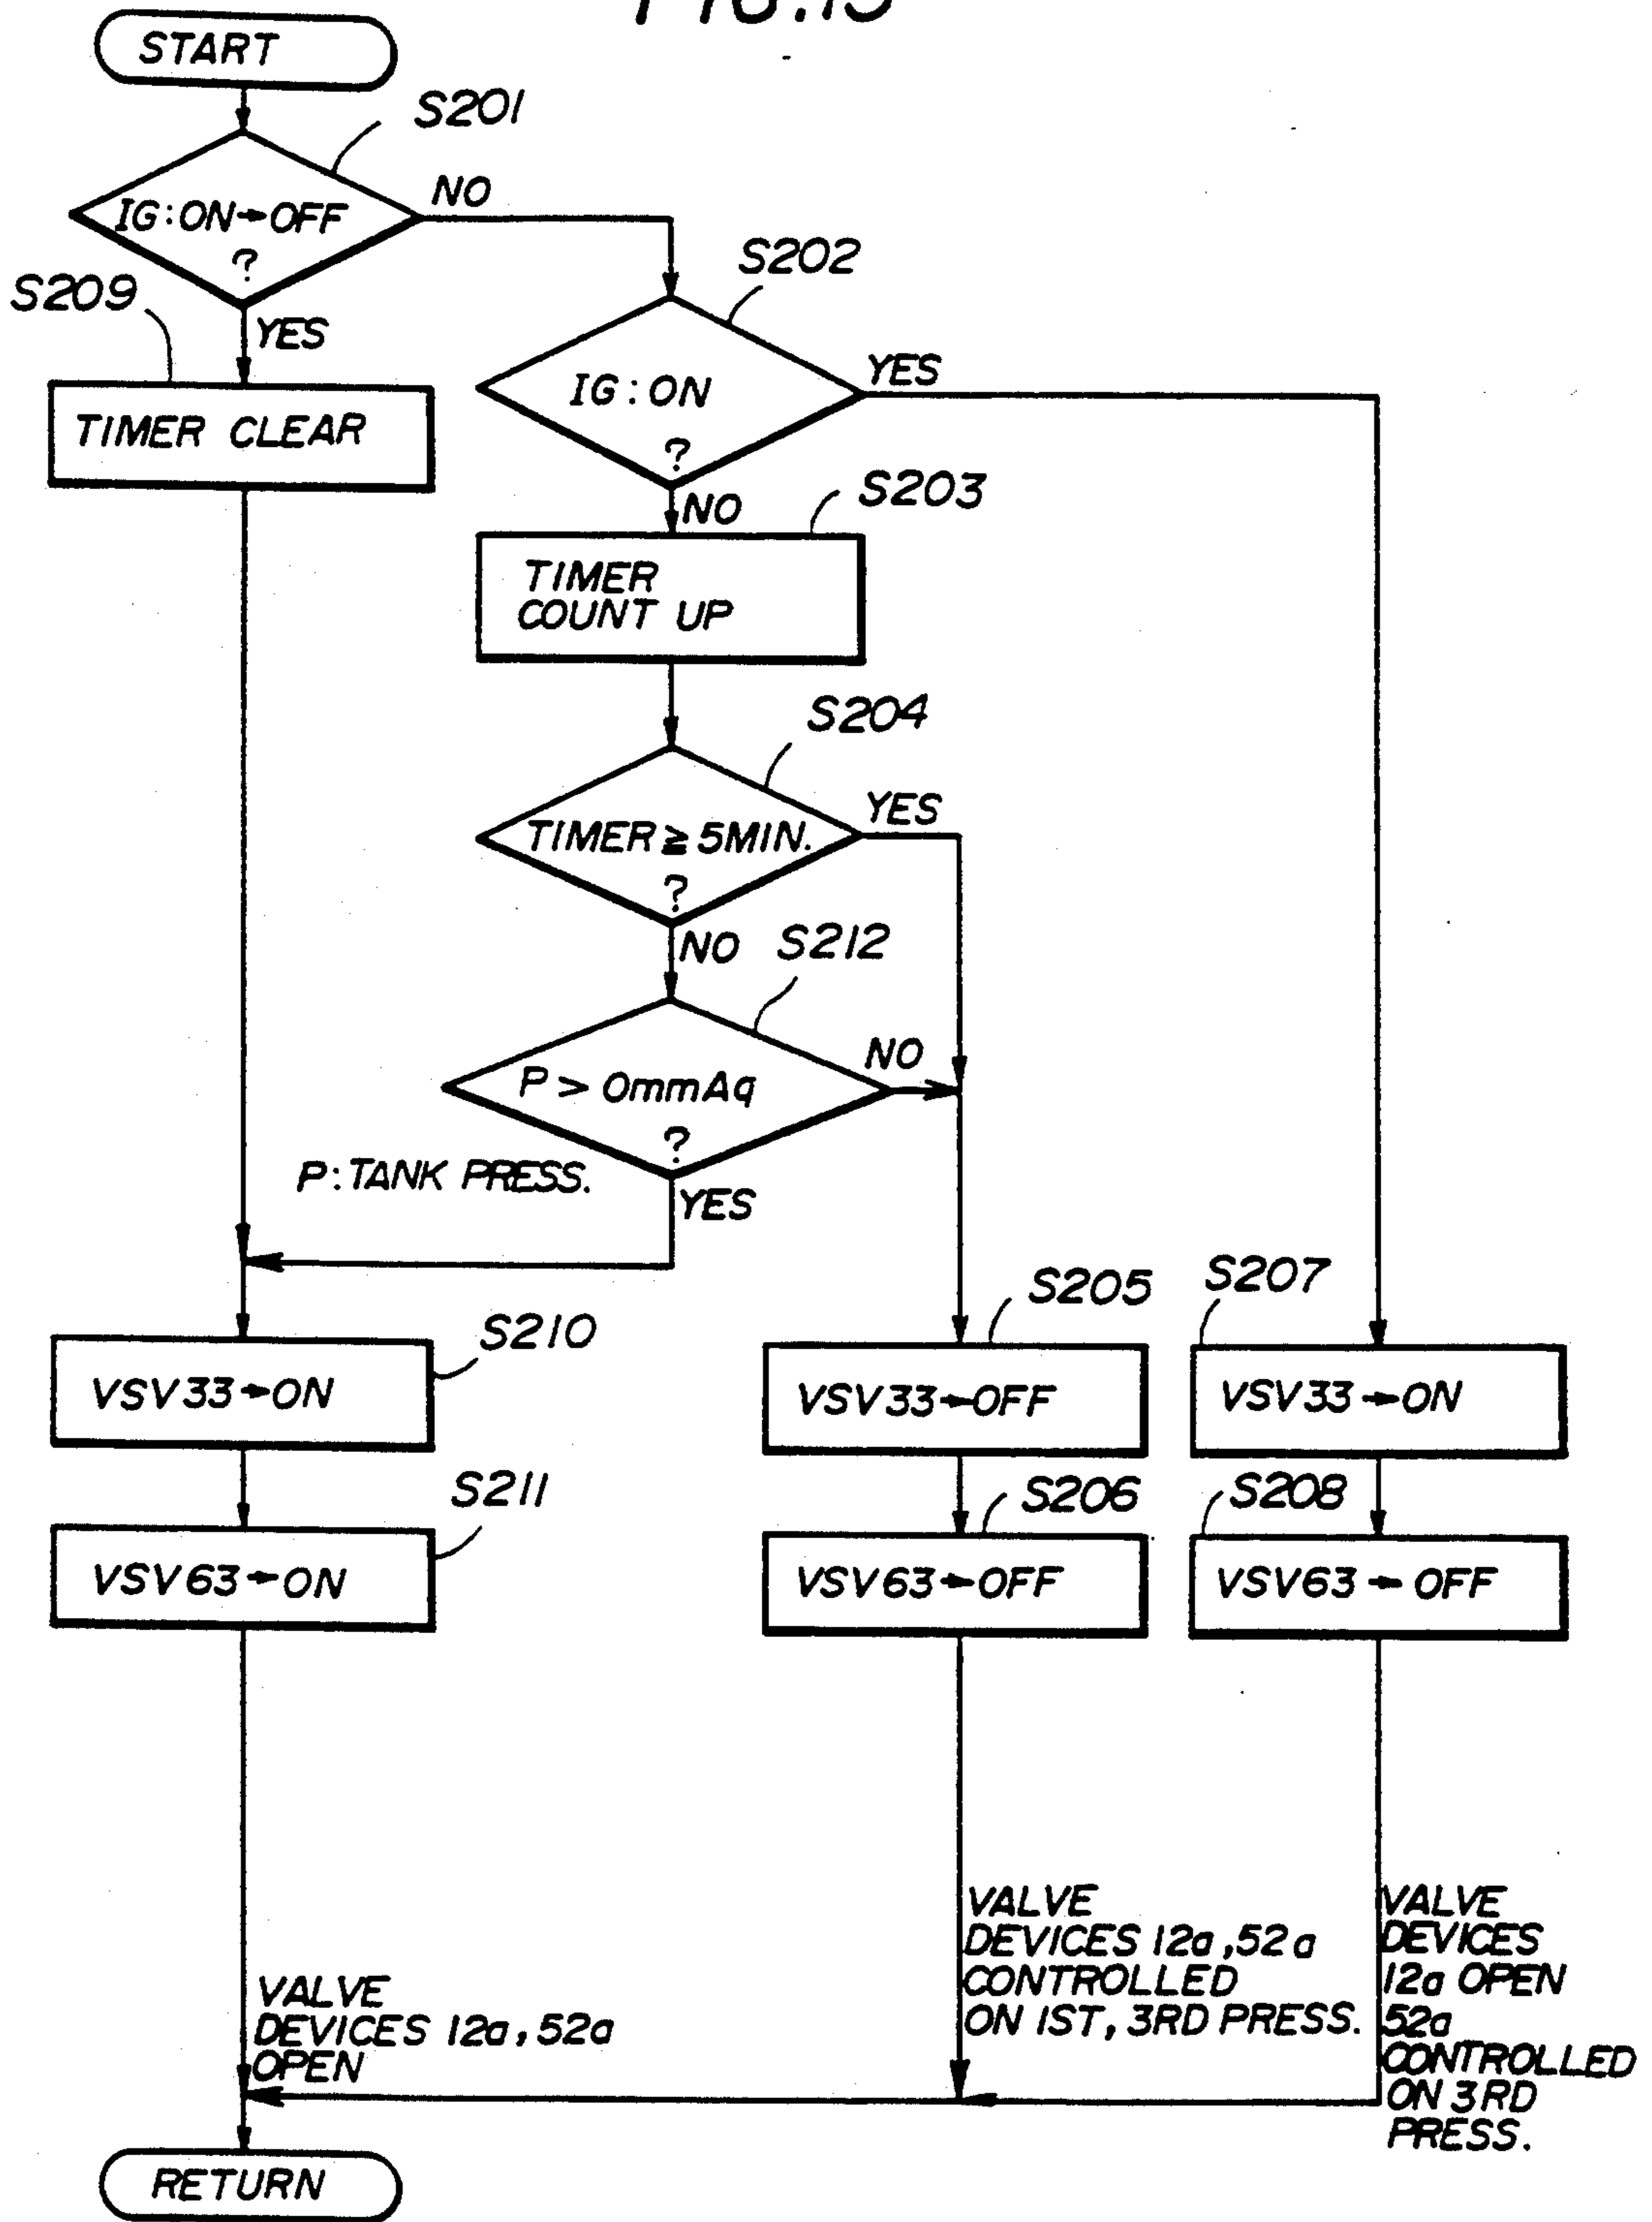 FIG.13
START
S201
IG:ON→OFF
?
NO
S202
S209
YES
IG:ON
?
YES
TIMER CLEAR
NO
S203
TIMER
COUNT UP
S204
TIMER≧5MIN.
?
YES
NO
S212
P > 0mmAq
?
NO
P:TANK PRESS.
YES
S210
VSV33→ON
S205
VSV33→OFF
S207
VSV33→ON
S211
VSV63→ON
S206
VSV63→OFF
S208
VSV63→OFF
VALVE
DEVICES 12a,52a
OPEN
VALVE
DEVICES 12a,52a
CONTROLLED
ON 1ST,3RD PRESS.
VALVE
DEVICES
12a OPEN
52a
CONTROLLED
ON 3RD
PRESS.
RETURN